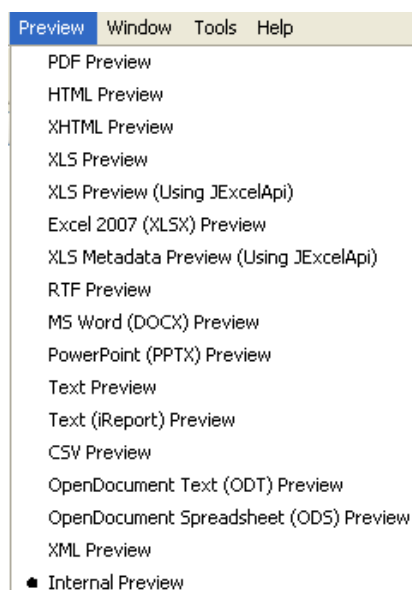 Preview Window Tools Help
PDF Preview
HTML Preview
XHTML Preview
XLS Preview
XLS Preview (Using JExcelApi)
Excel 2007 (XLSX) Preview
XLS Metadata Preview (Using JExcelApi)
RTF Preview
MS Word (DOCX) Preview
PowerPoint (PPTX) Preview
Text Preview
Text (iReport) Preview
CSV Preview
OpenDocument Text (ODT) Preview
OpenDocument Spreadsheet (ODS) Preview
XML Preview
Internal Preview